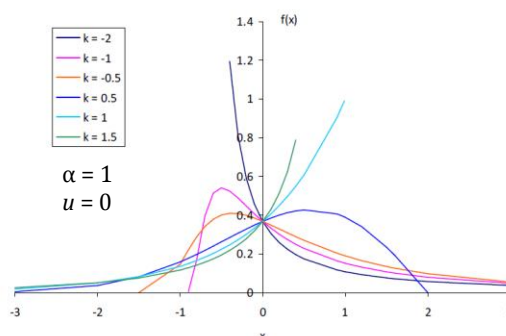 f(x)
1.4
1.2
1
0.8
0.6
0.4
0.2
0
k = -2
k = -1
k = -0.5
k = 0.5
k = 1
k = 1.5
α = 1
u = 0
-3 -2 -1 0 1 2